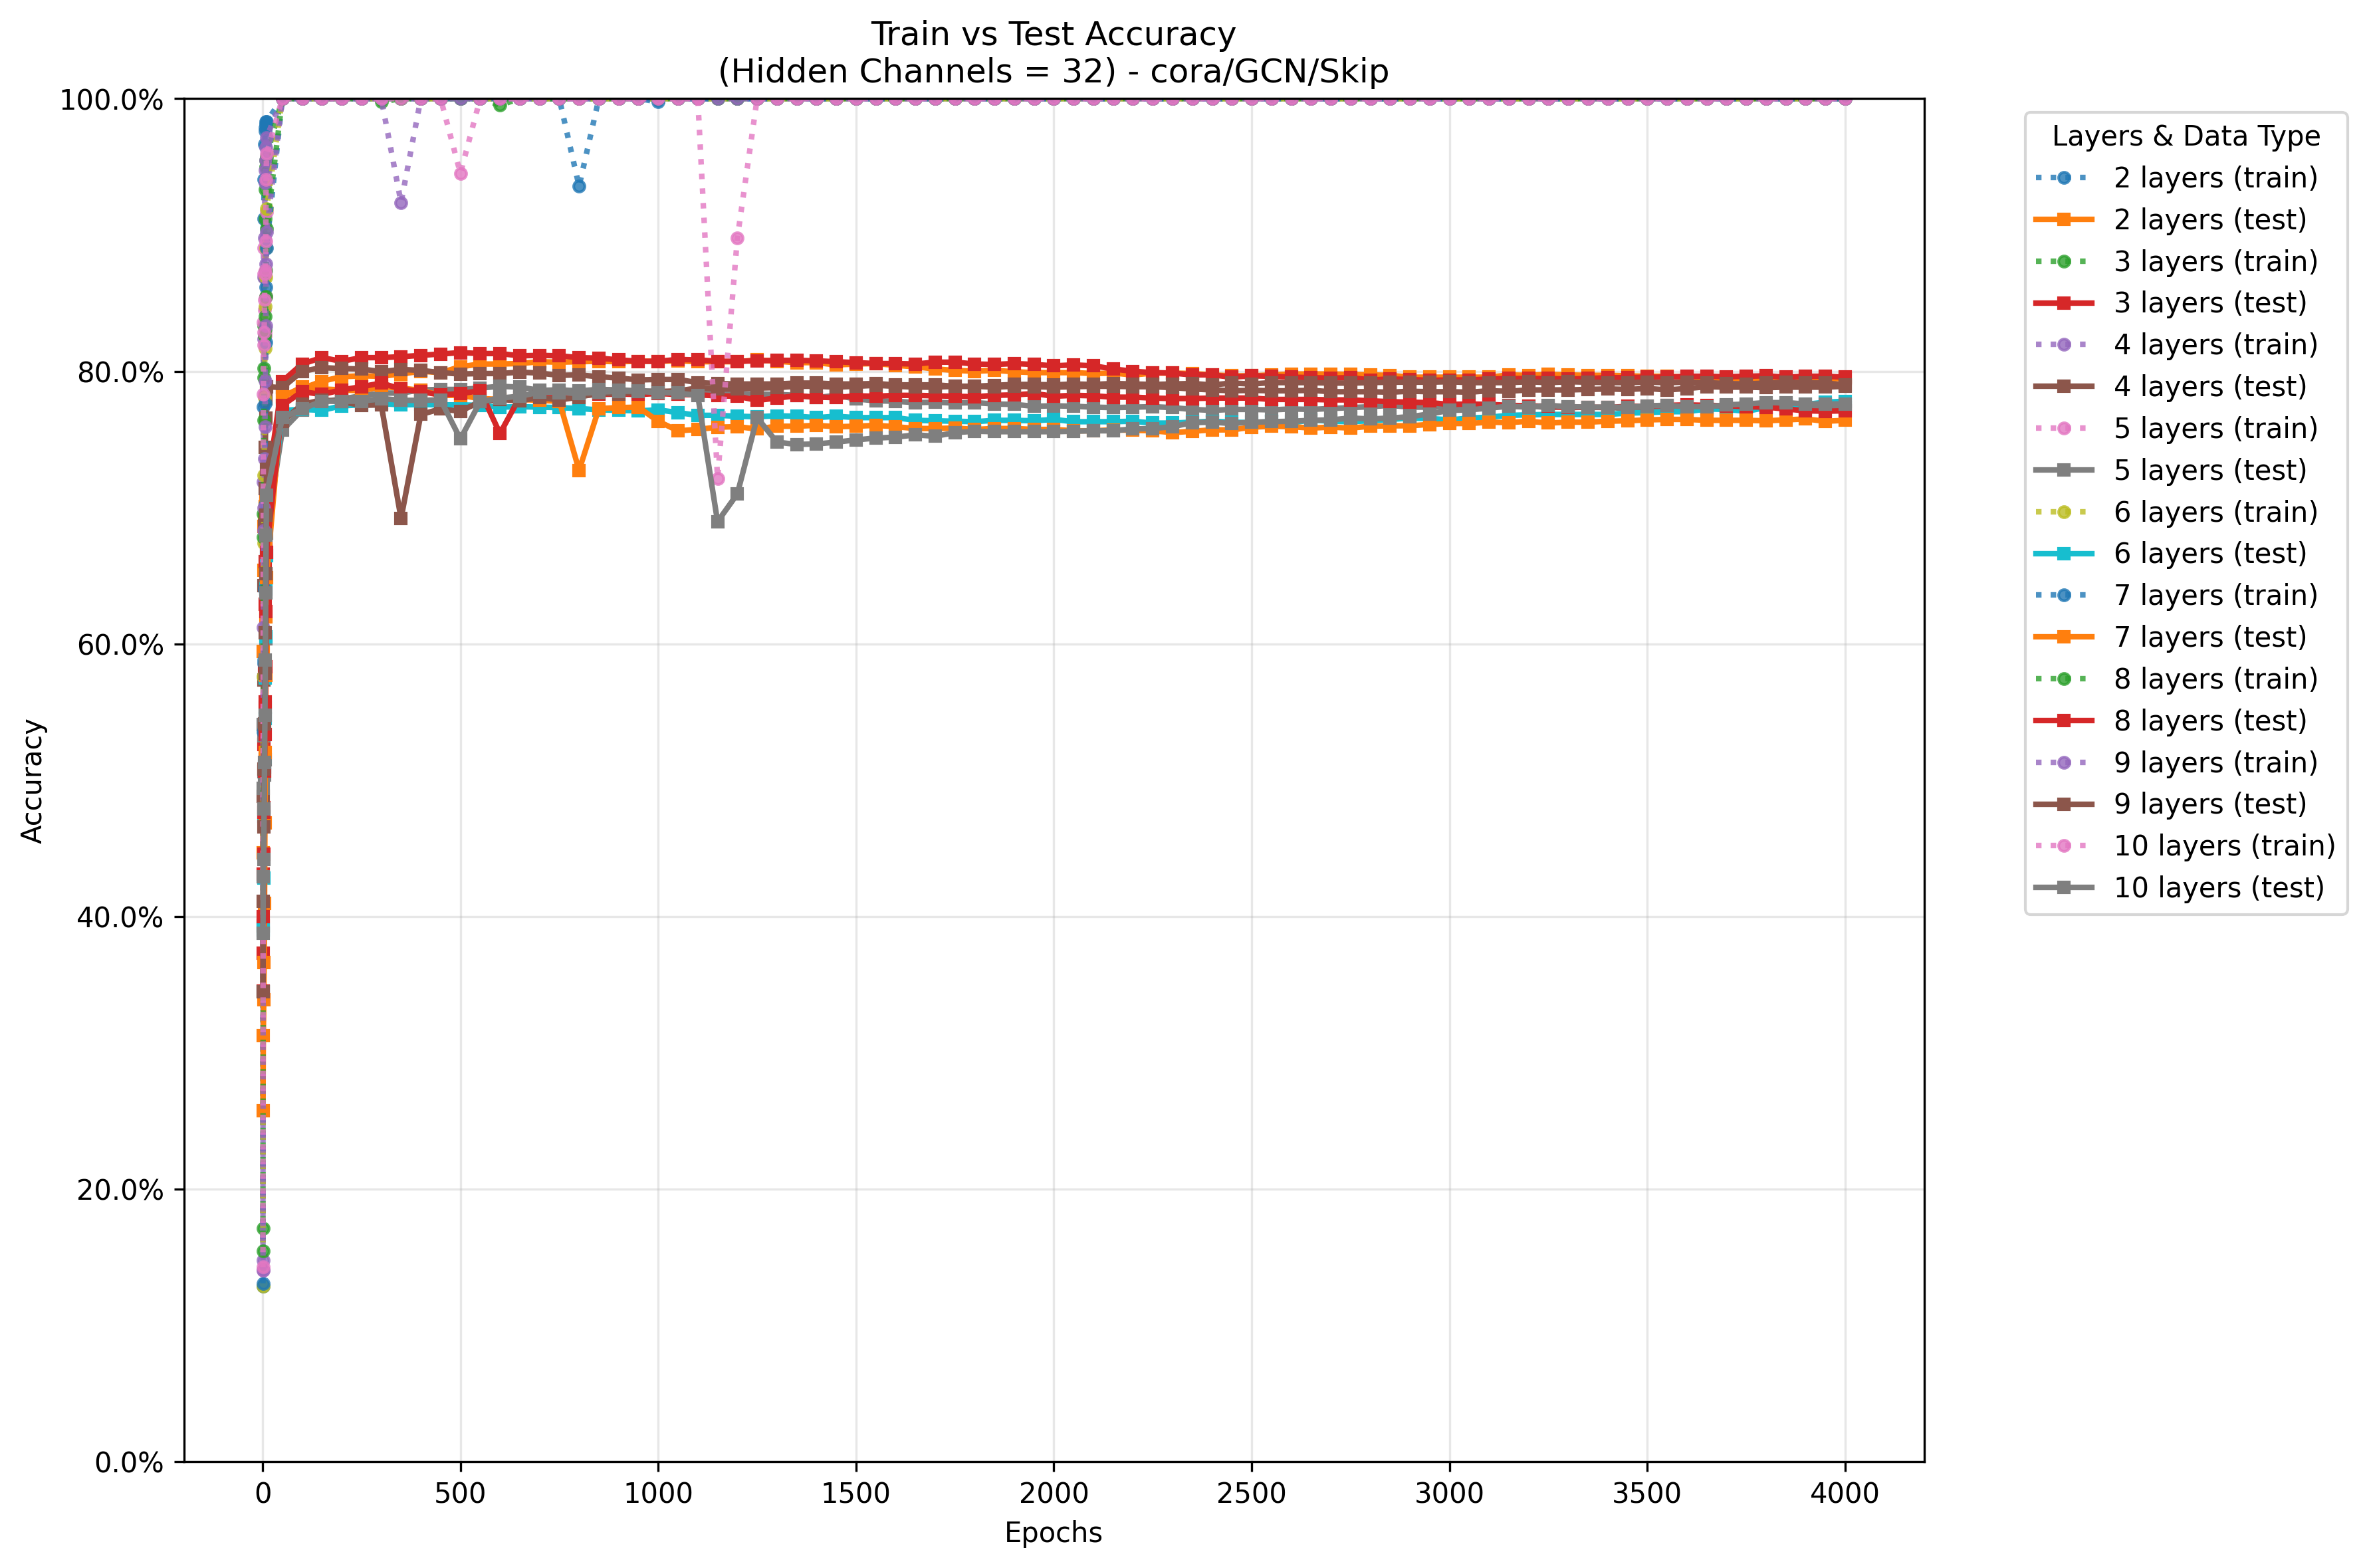 Train vs Test Accuracy
(Hidden Channels = 32) - cora/GCN/Skip
100.0%
80.0%
60.0%
40.0%
20.0%
0.0%
Accuracy
0
500
1000
1500
2000
2500
3000
3500
4000
Epochs
Layers & Data Type
2 layers (train)
2 layers (test)
3 layers (train)
3 layers (test)
4 layers (train)
4 layers (test)
5 layers (train)
5 layers (test)
6 layers (train)
6 layers (test)
7 layers (train)
7 layers (test)
8 layers (train)
8 layers (test)
9 layers (train)
9 layers (test)
10 layers (train)
10 layers (test)